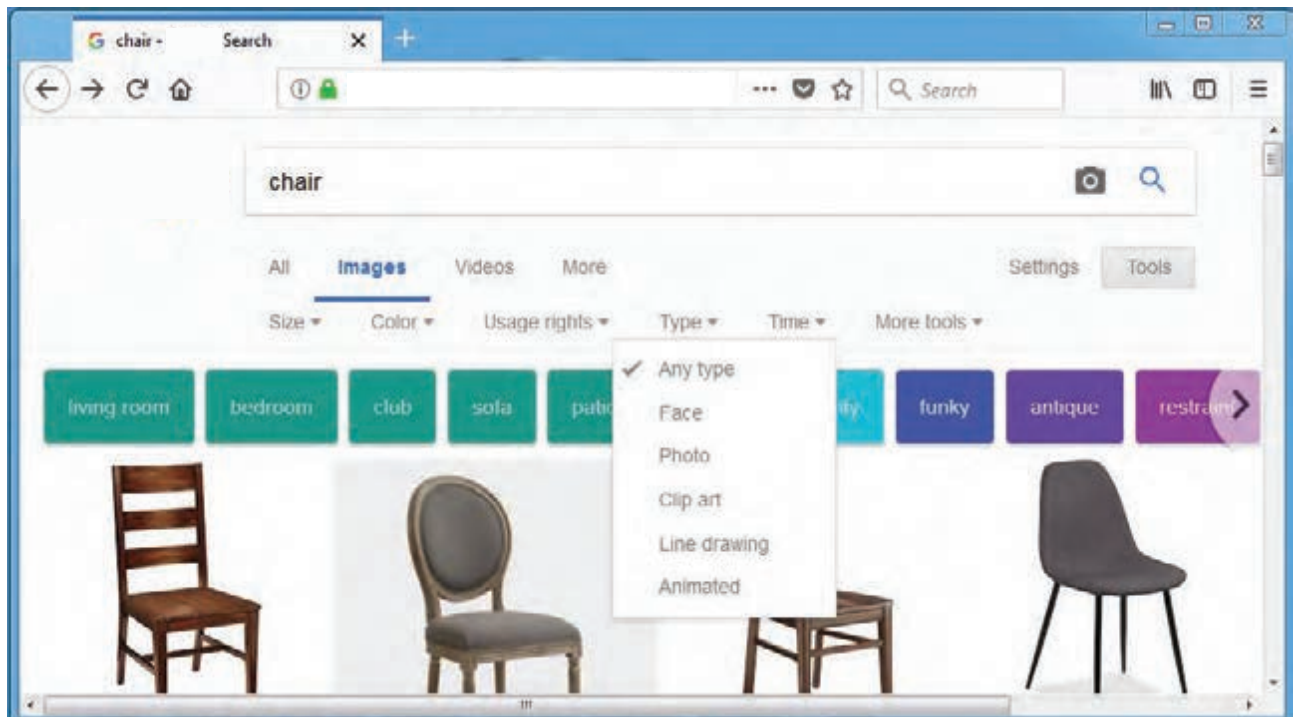 chair - Search
Search
chair
All Images Videos More Settings Tools
Size Color Usage rights Type Time More tools
Any type
Face
Photo
Clip art
Line drawing
Animated
living room bedroom club sofa funky antique